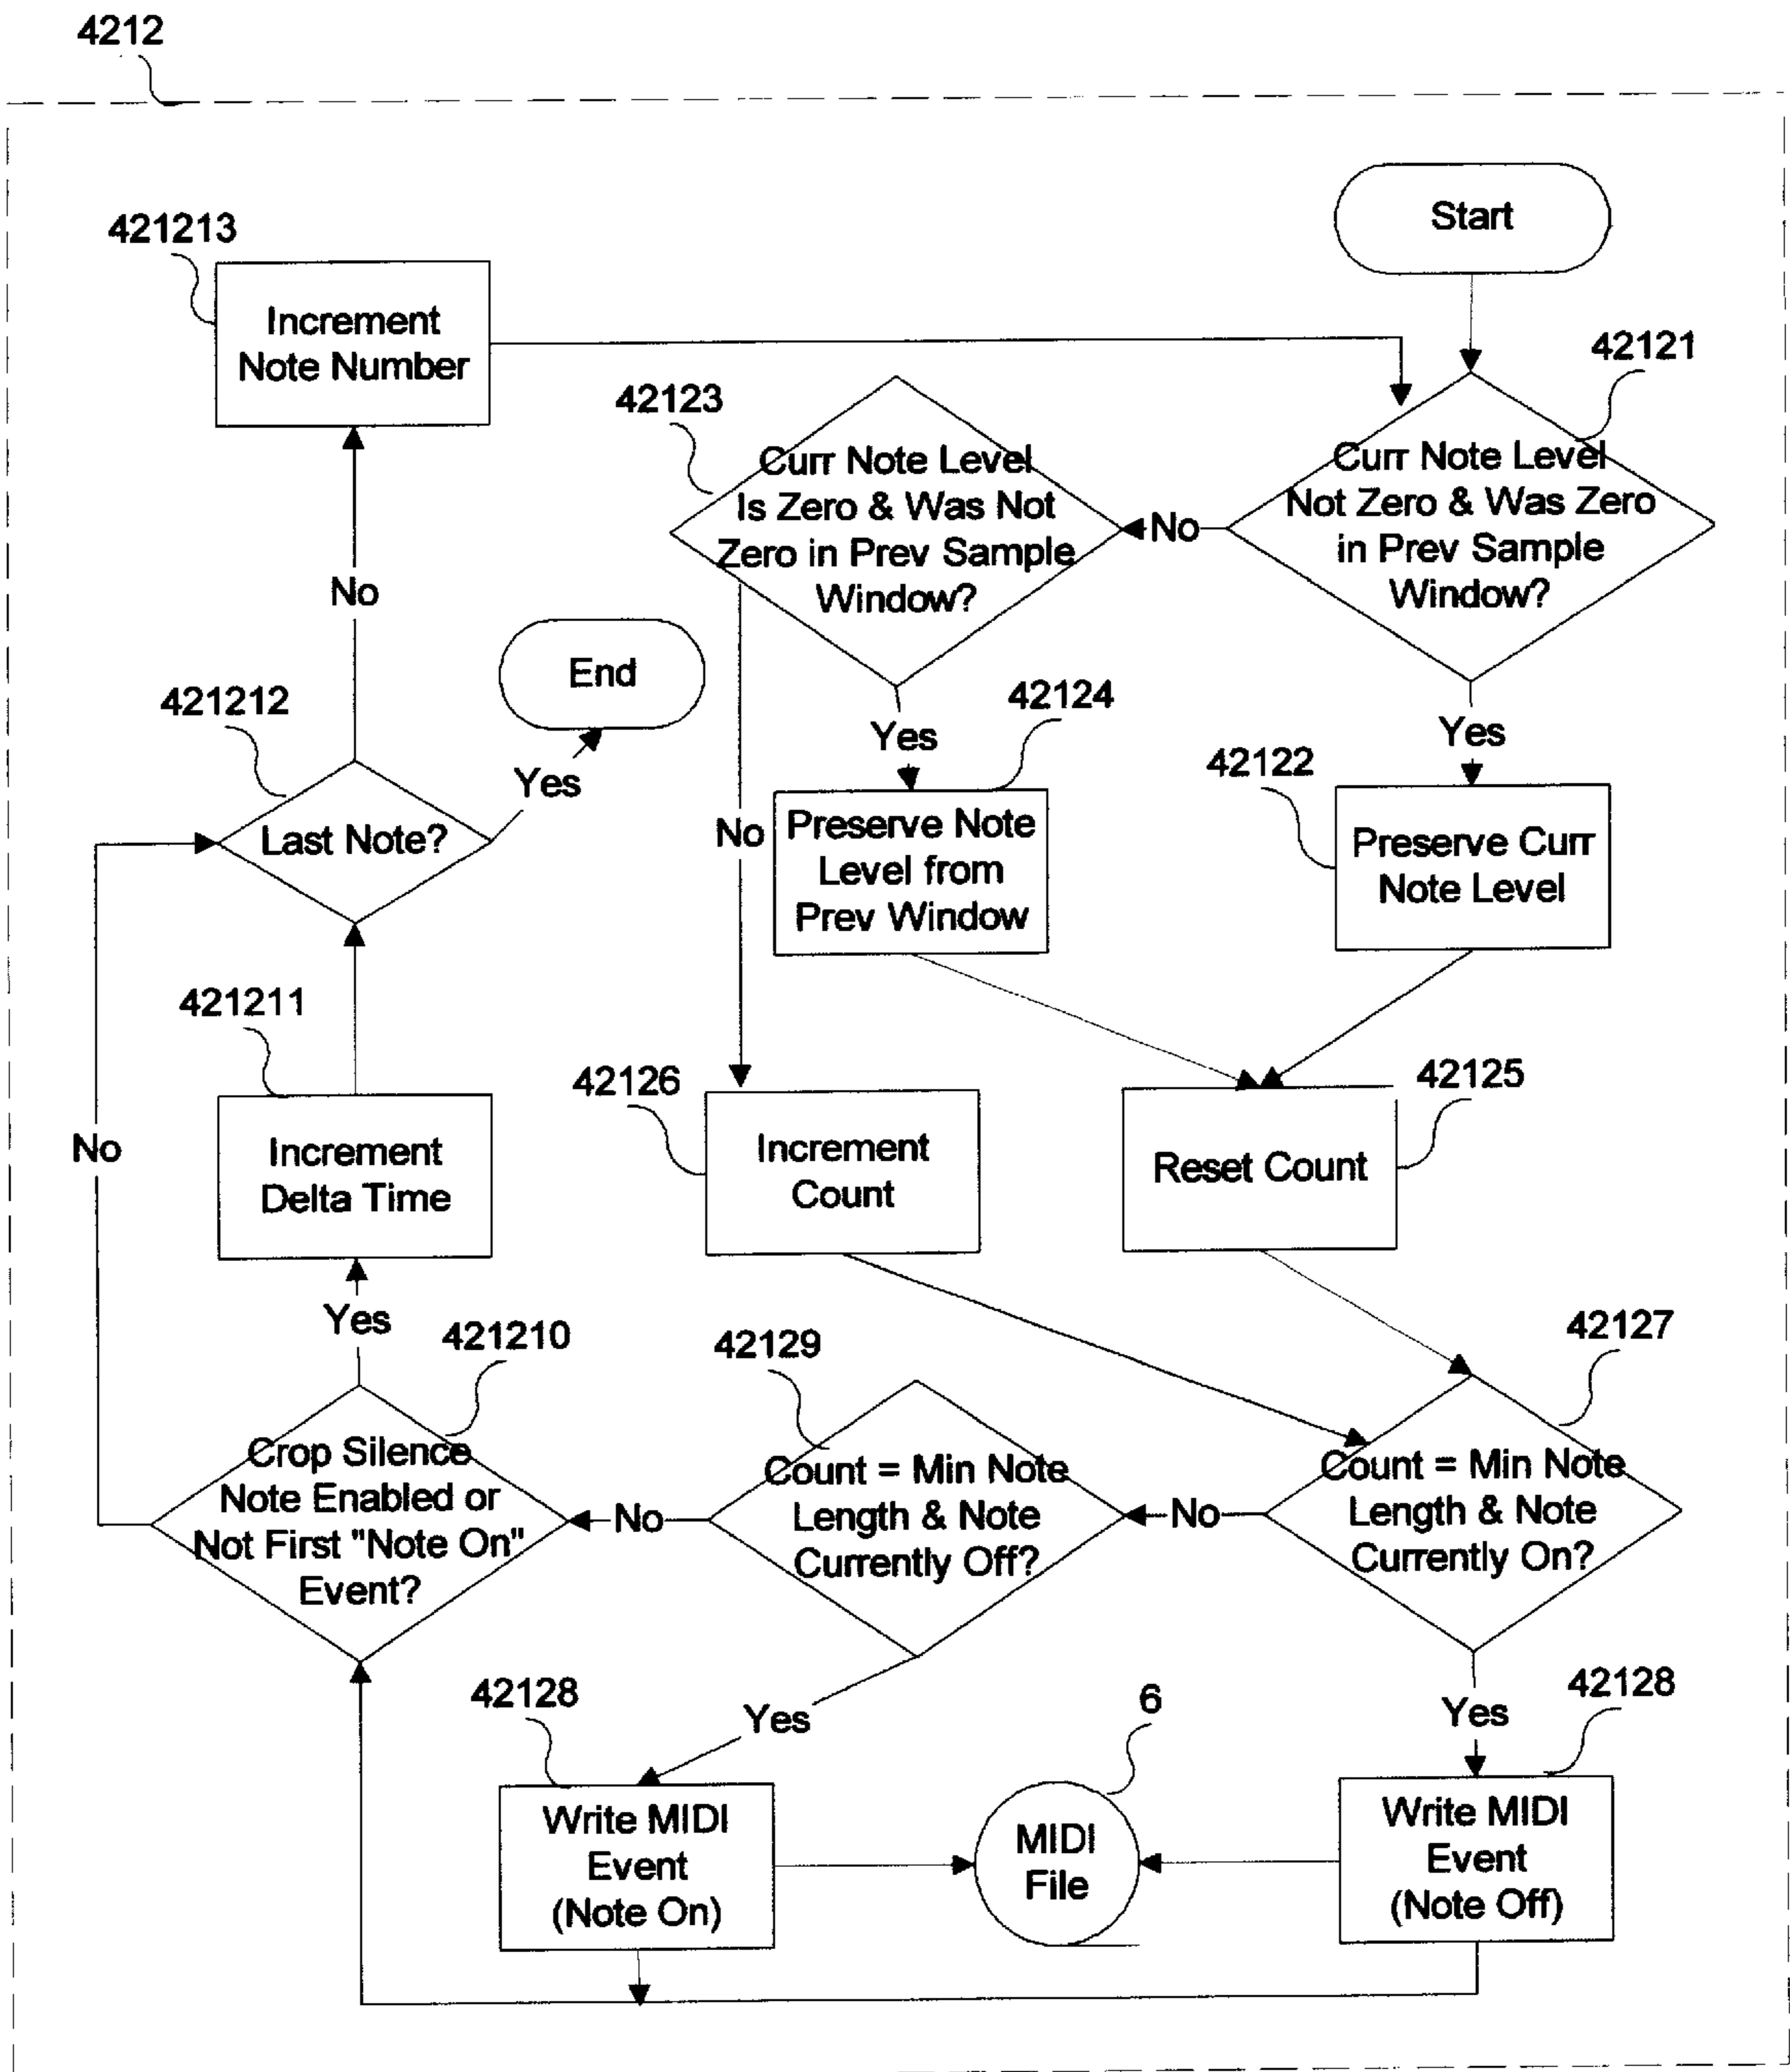 4212
Start
421213
Increment
Note Number
42121
Curr Note Level
Not Zero & Was Zero
in Prev Sample
Window?
42123
Curr Note Level
Is Zero & Was Not
Zero in Prev Sample
Window?
No
No
End
421212
Last Note?
Yes
Yes
42124
Preserve Note
Level from
Prev Window
No
Yes
42122
Preserve Curr
Note Level
421211
Increment
Delta Time
No
42126
Increment
Count
42125
Reset Count
Yes
421210
Crop Silence
Note Enabled or
Not First "Note On"
Event?
No
42129
Count = Min Note
Length & Note
Currently Off?
No
42127
Count = Min Note
Length & Note
Currently On?
Yes
42128
Write MIDI
Event
(Note On)
6
MIDI
File
Yes
42128
Write MIDI
Event
(Note Off)